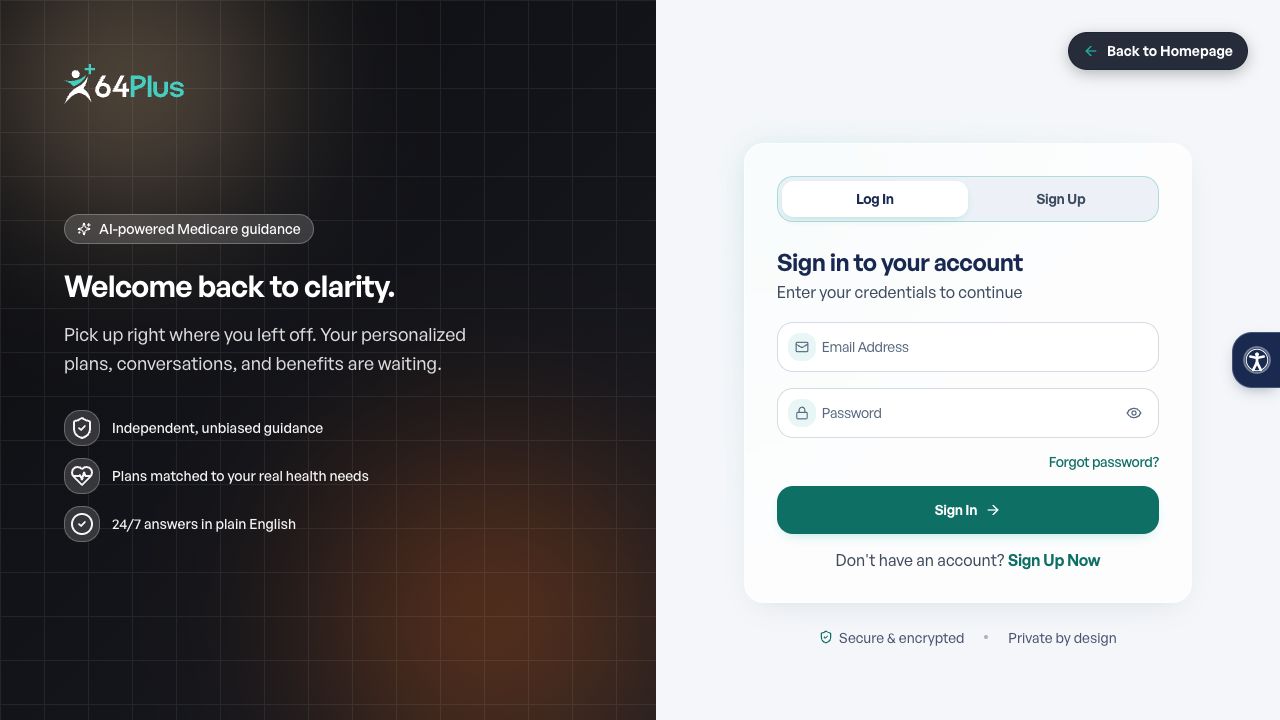 64Plus
AI-powered Medicare guidance
Welcome back to clarity.
Pick up right where you left off. Your personalized
plans, conversations, and benefits are waiting.
Independent, unbiased guidance
Plans matched to your real health needs
24/7 answers in plain English
Back to Homepage
Log In
Sign Up
Sign in to your account
Enter your credentials to continue
Email Address
Password
Forgot password?
Sign In
Don't have an account? Sign Up Now
Secure & encrypted • Private by design